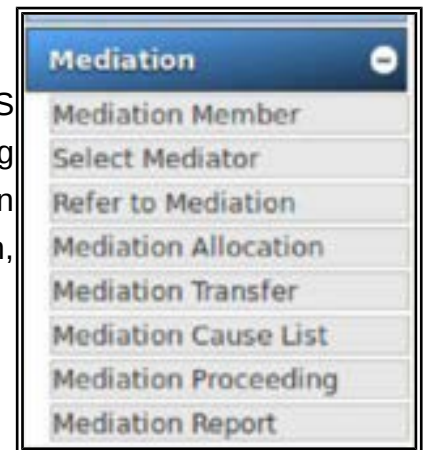 Mediation
Mediation Member
Select Mediator
Refer to Mediation
Mediation Allocation
Mediation Transfer
Mediation Cause List
Mediation Proceeding
Mediation Report